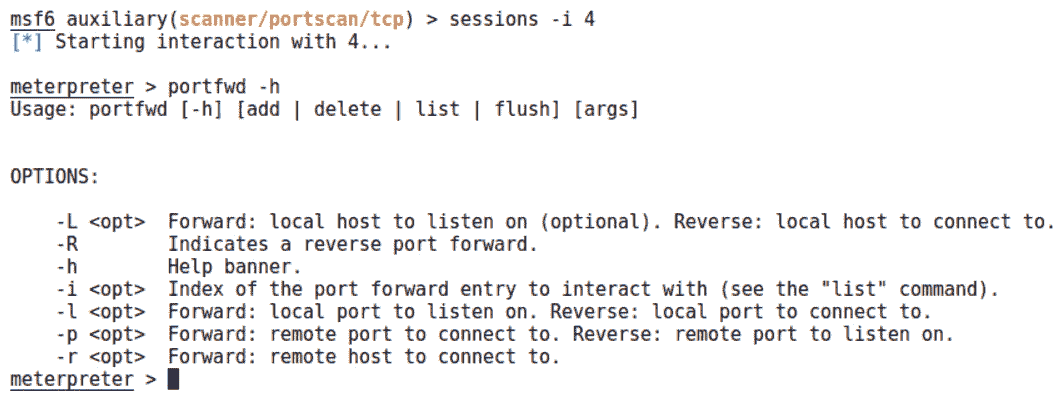 msf6 auxiliary(scanner/portscan/tcp) > sessions -i 4
[*] Starting interaction with 4...
meterpreter > portfwd -h
Usage: portfwd [-h] [add | delete | list | flush] [args]
OPTIONS:
-L <opt>  Forward: local host to listen on (optional). Reverse: local host to connect to.
-R        Indicates a reverse port forward.
-h        Help banner.
-i <opt>  Index of the port forward entry to interact with (see the "list" command).
-l <opt>  Forward: local port to listen on. Reverse: local port to connect to.
-p <opt>  Forward: remote port to connect to. Reverse: remote port to listen on.
-r <opt>  Forward: remote host to connect to.
meterpreter >